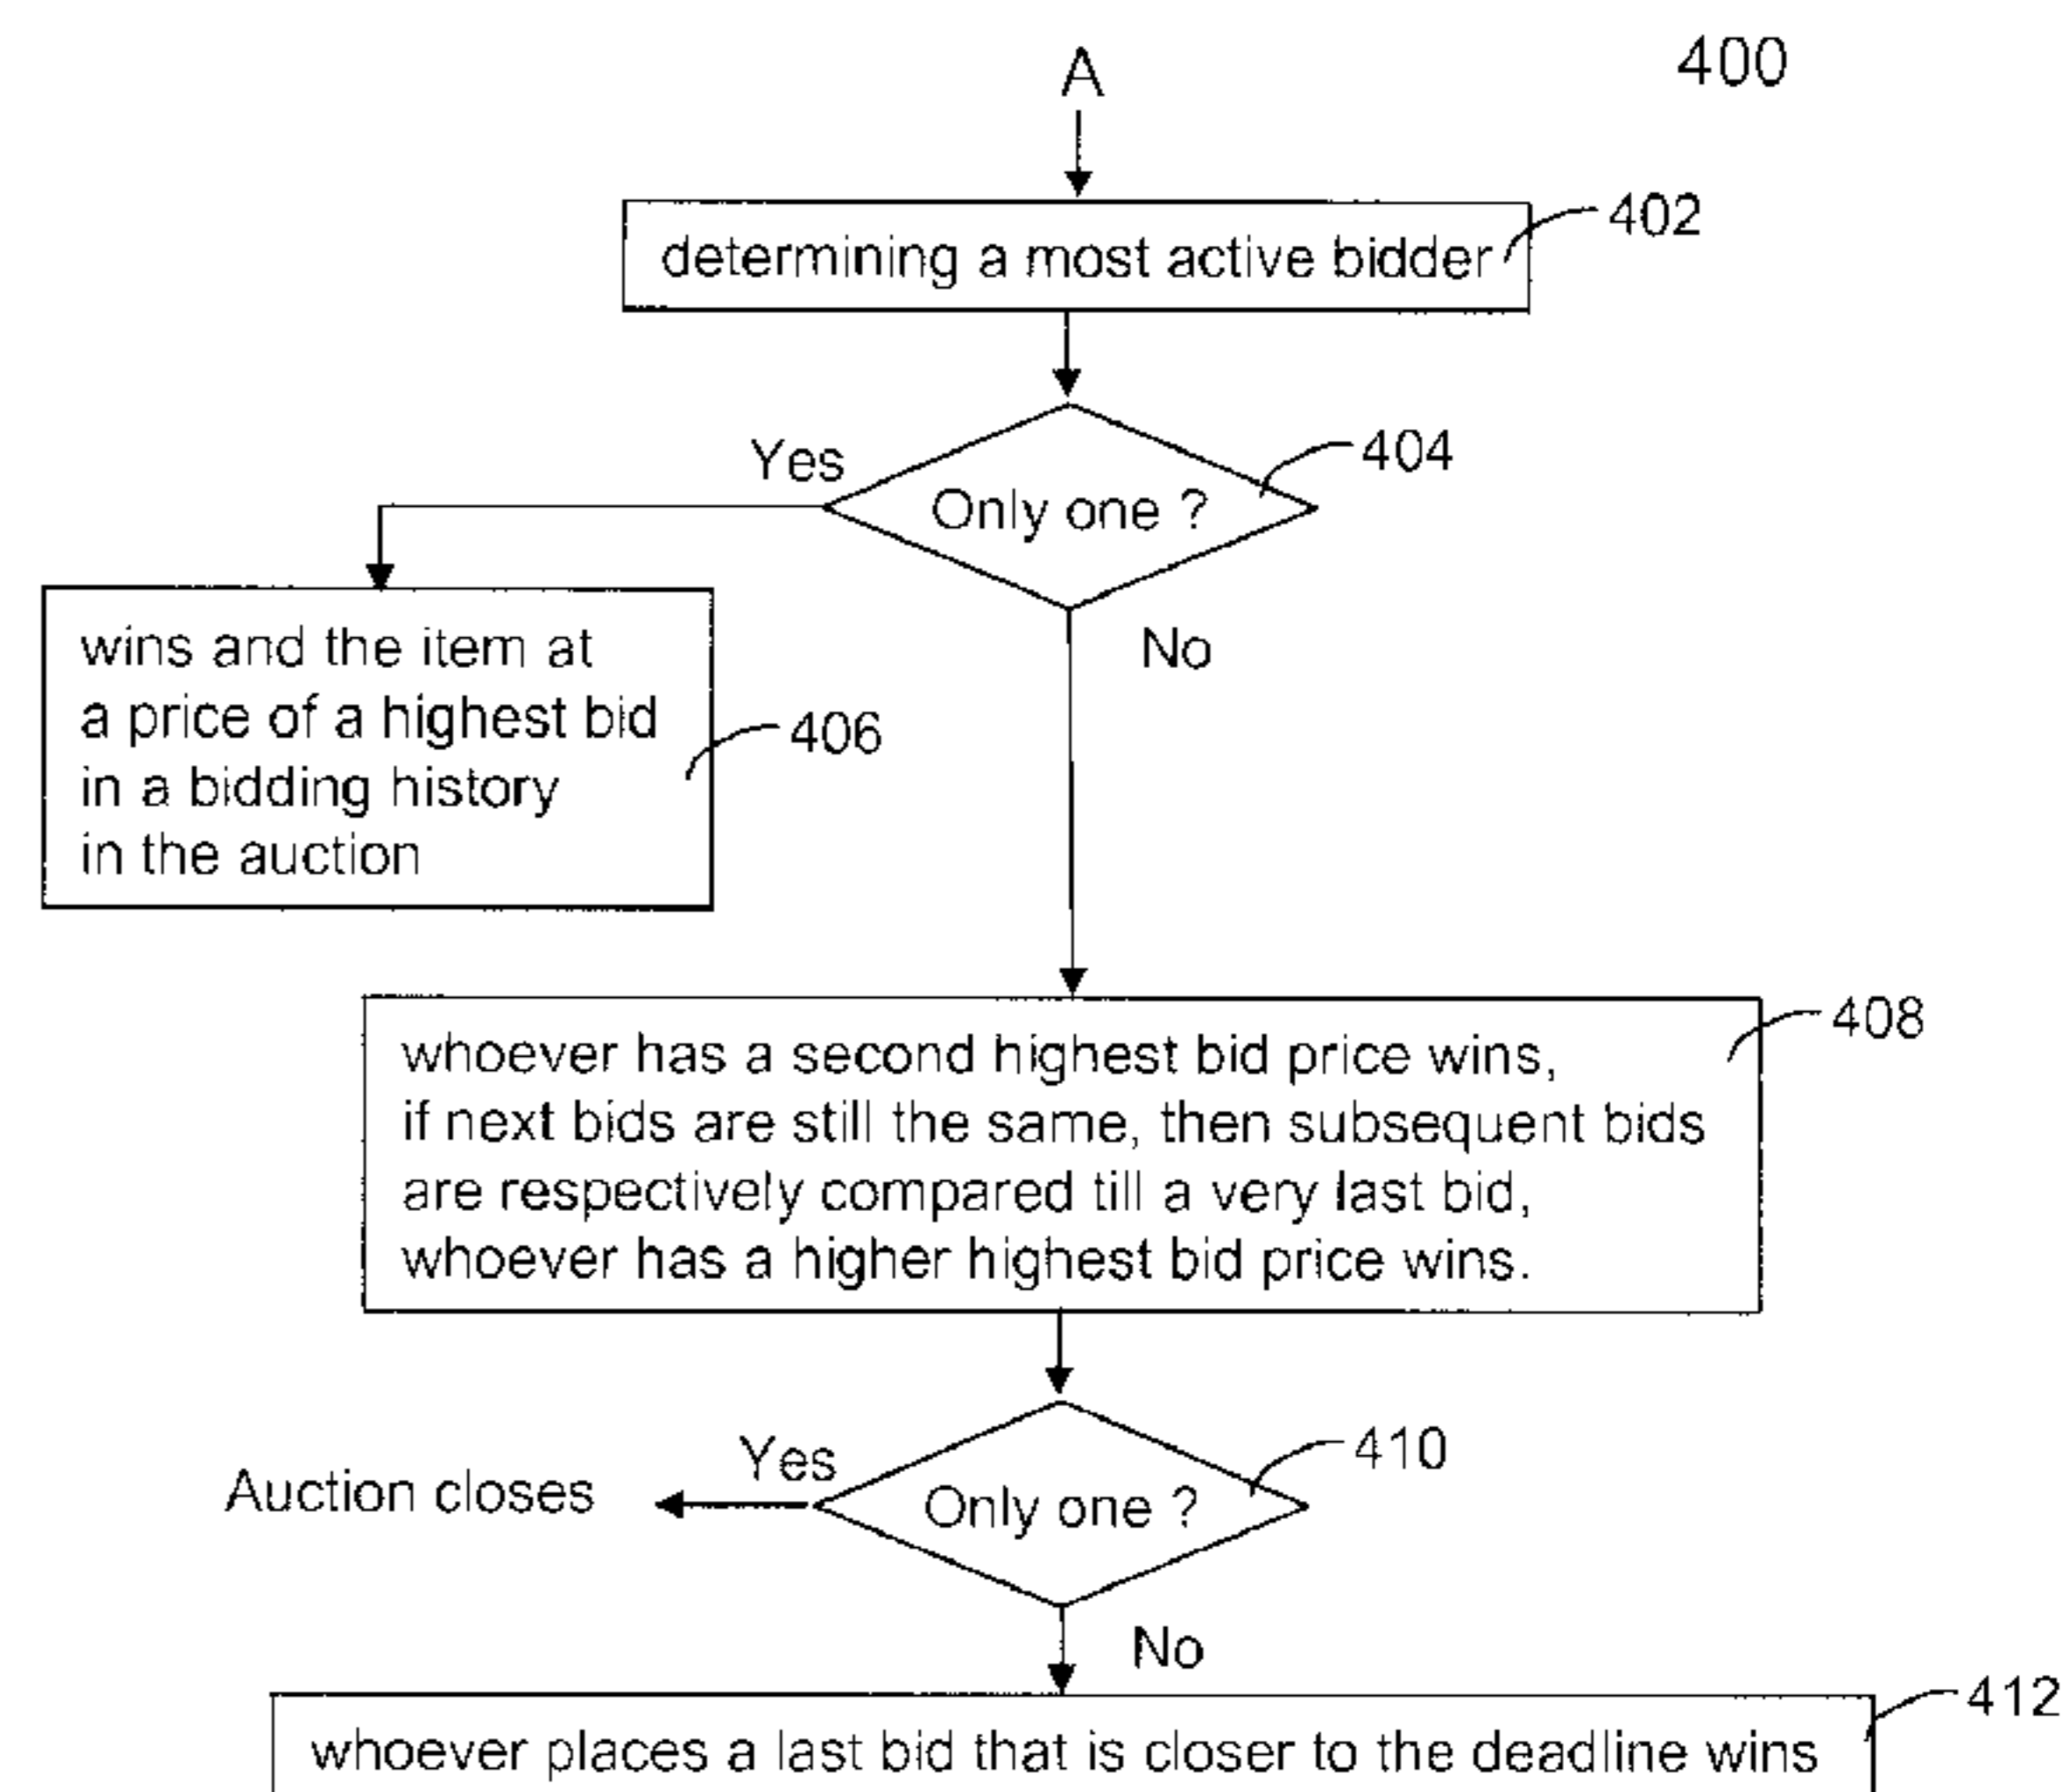 A
400
determining a most active bidder
402
Yes
Only one ?
404
No
wins and the item at
a price of a highest bid
in a bidding history
in the auction
406
whoever has a second highest bid price wins,
if next bids are still the same, then subsequent bids
are respectively compared till a very last bid,
whoever has a higher highest bid price wins.
408
Auction closes
Yes
Only one ?
410
No
whoever places a last bid that is closer to the deadline wins
412